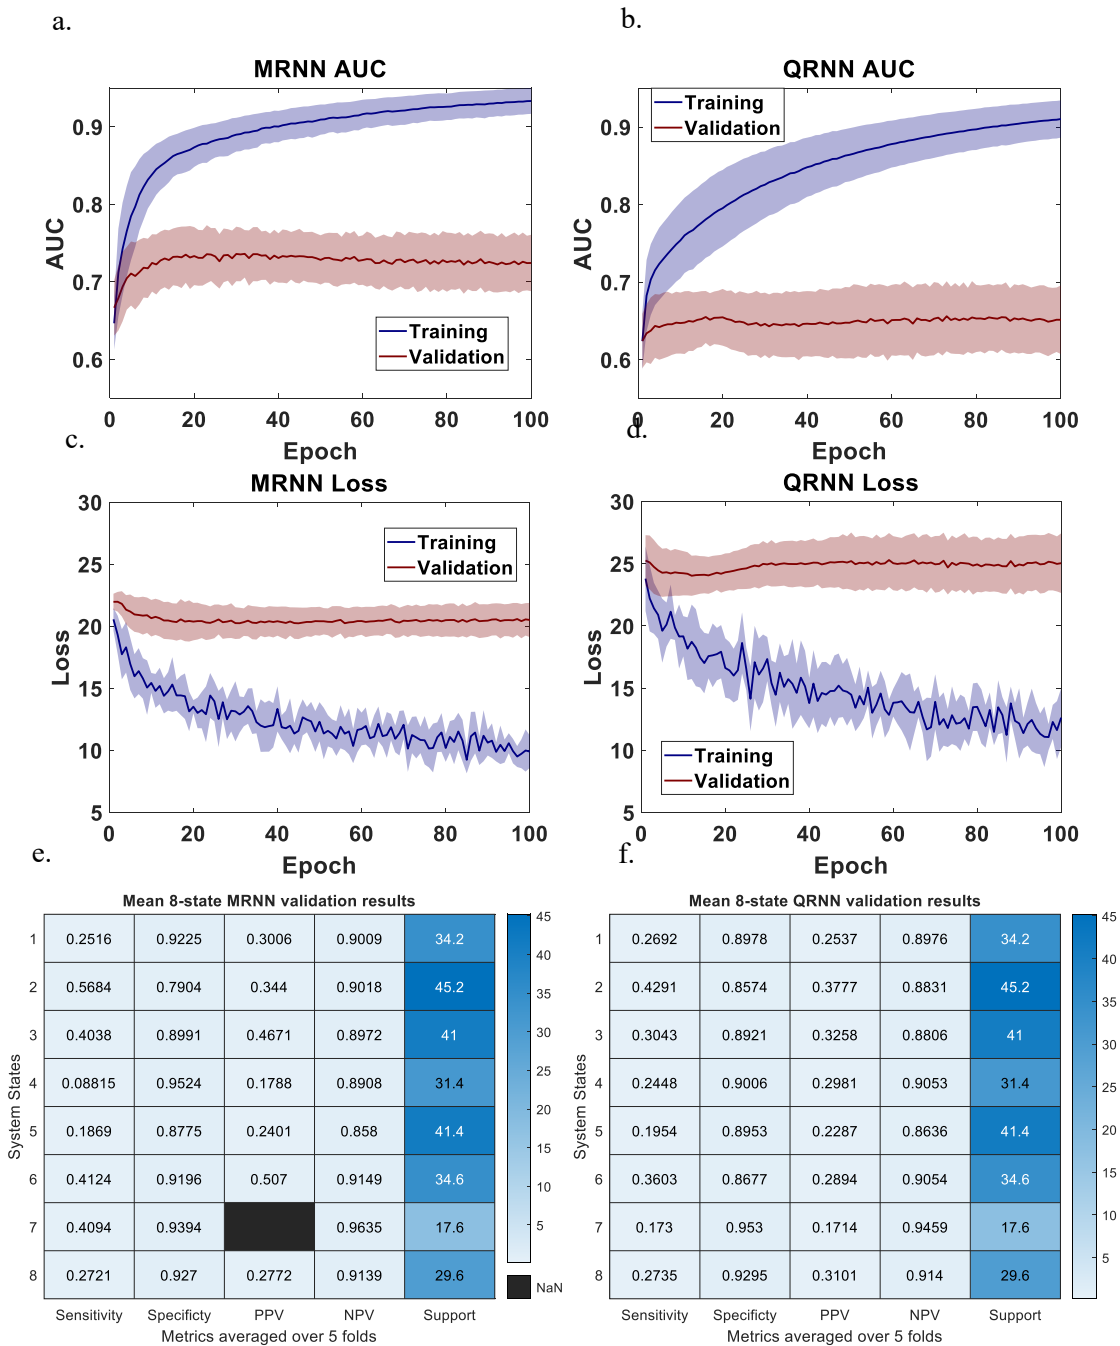 a.
b.
MRNN AUC
QRNN AUC
AUC
0.9
0.8
0.7
0.6
Training
Validation
0 20 40 60 80 100
Epoch
AUC
0.9
0.8
0.7
0.6
Training
Validation
0 20 40 60 80 100
Epoch
c.
d.
MRNN Loss
QRNN Loss
Loss
30
25
20
15
10
5
Training
Validation
0 20 40 60 80 100
Epoch
Loss
30
25
20
15
10
5
Training
Validation
0 20 40 60 80 100
Epoch
e.
f.
Mean 8-state MRNN validation results
System States
1 0.2516 0.9225 0.3006 0.9009 34.2
2 0.5684 0.7904 0.344 0.9018 45.2
3 0.4038 0.8991 0.4671 0.8972 41
4 0.08815 0.9524 0.1788 0.8908 31.4
5 0.1869 0.8775 0.2401 0.858 41.4
6 0.4124 0.9196 0.507 0.9149 34.6
7 0.4094 0.9394 0.9635 17.6
8 0.2721 0.927 0.2772 0.9139 29.6
Sensitivity Specificty PPV NPV Support
Metrics averaged over 5 folds
45
40
35
30
25
20
15
10
5
NaN
Mean 8-state QRNN validation results
System States
1 0.2692 0.8978 0.2537 0.8976 34.2
2 0.4291 0.8574 0.3777 0.8831 45.2
3 0.3043 0.8921 0.3258 0.8806 41
4 0.2448 0.9006 0.2981 0.9053 31.4
5 0.1954 0.8953 0.2287 0.8636 41.4
6 0.3603 0.8677 0.2894 0.9054 34.6
7 0.173 0.953 0.1714 0.9459 17.6
8 0.2735 0.9295 0.3101 0.914 29.6
Sensitivity Specificty PPV NPV Support
Metrics averaged over 5 folds
45
40
35
30
25
20
15
10
5